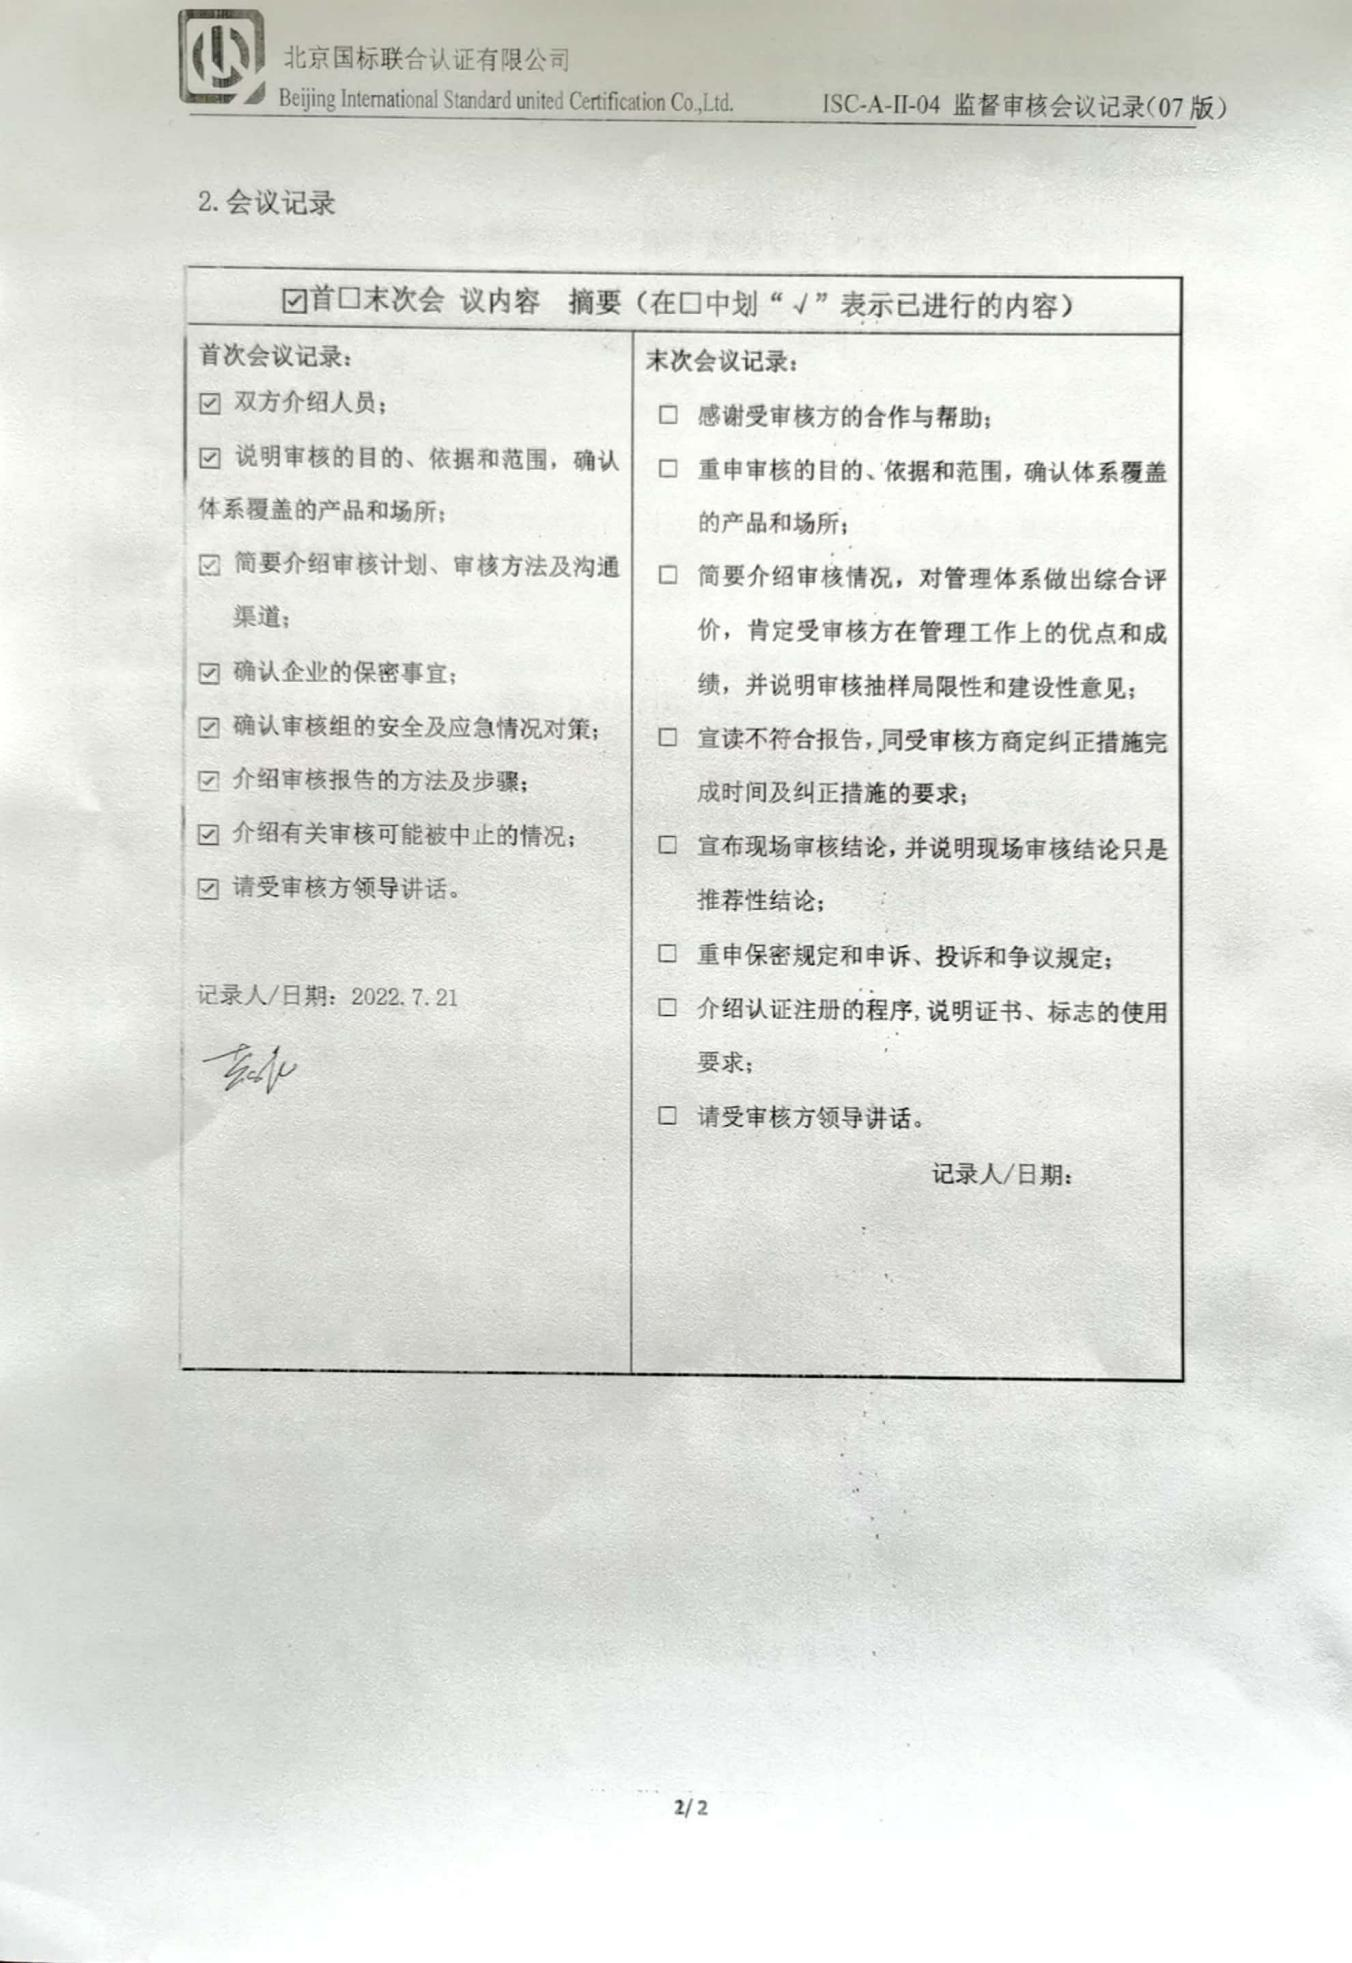 北京国标联合认证有限公司
Beijing International Standard united Certification Co.,Ltd.
ISC-A-II-04 监督审核会议记录(07版)
2.会议记录
☑首□末次会 议内容 摘要（在□中划“√”表示已进行的内容）
首次会议记录：
☑ 双方介绍人员；
☑ 说明审核的目的、依据和范围，确认
体系覆盖的产品和场所；
☑ 简要介绍审核计划、审核方法及沟通
渠道；
☑ 确认企业的保密事宜；
☑ 确认审核组的安全及应急情况对策；
☑ 介绍审核报告的方法及步骤；
☑ 介绍有关审核可能被中止的情况；
☑ 请受审核方领导讲话。
记录人/日期：2022.7.21
末次会议记录：
□ 感谢受审核方的合作与帮助；
□ 重申审核的目的、依据和范围，确认体系覆盖
的产品和场所；
□ 简要介绍审核情况，对管理体系做出综合评
价，肯定受审核方在管理工作上的优点和成
绩，并说明审核抽样局限性和建设性意见；
□ 宣读不符合报告，同受审核方商定纠正措施完
成时间及纠正措施的要求；
□ 宣布现场审核结论，并说明现场审核结论只是
推荐性结论；
□ 重申保密规定和申诉、投诉和争议规定；
□ 介绍认证注册的程序，说明证书、标志的使用
要求；
□ 请受审核方领导讲话。
记录人/日期：
2/2